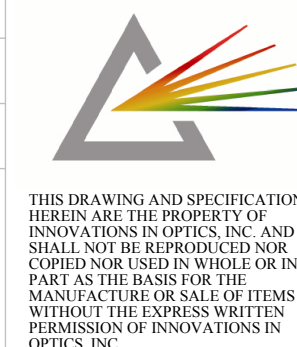 THIS DRAWING AND SPECIFICATION
HEREIN ARE THE PROPERTY OF
INNOVATIONS IN OPTICS, INC. AND
SHALL NOT BE REPRODUCED NOR
COPIED NOR USED IN WHOLE OR IN
PART AS THE BASIS FOR THE
MANUFACTURE OR SALE OF ITEMS
WITHOUT THE EXPRESS WRITTEN
PERMISSION OF INNOVATIONS IN
OPTICS, INC